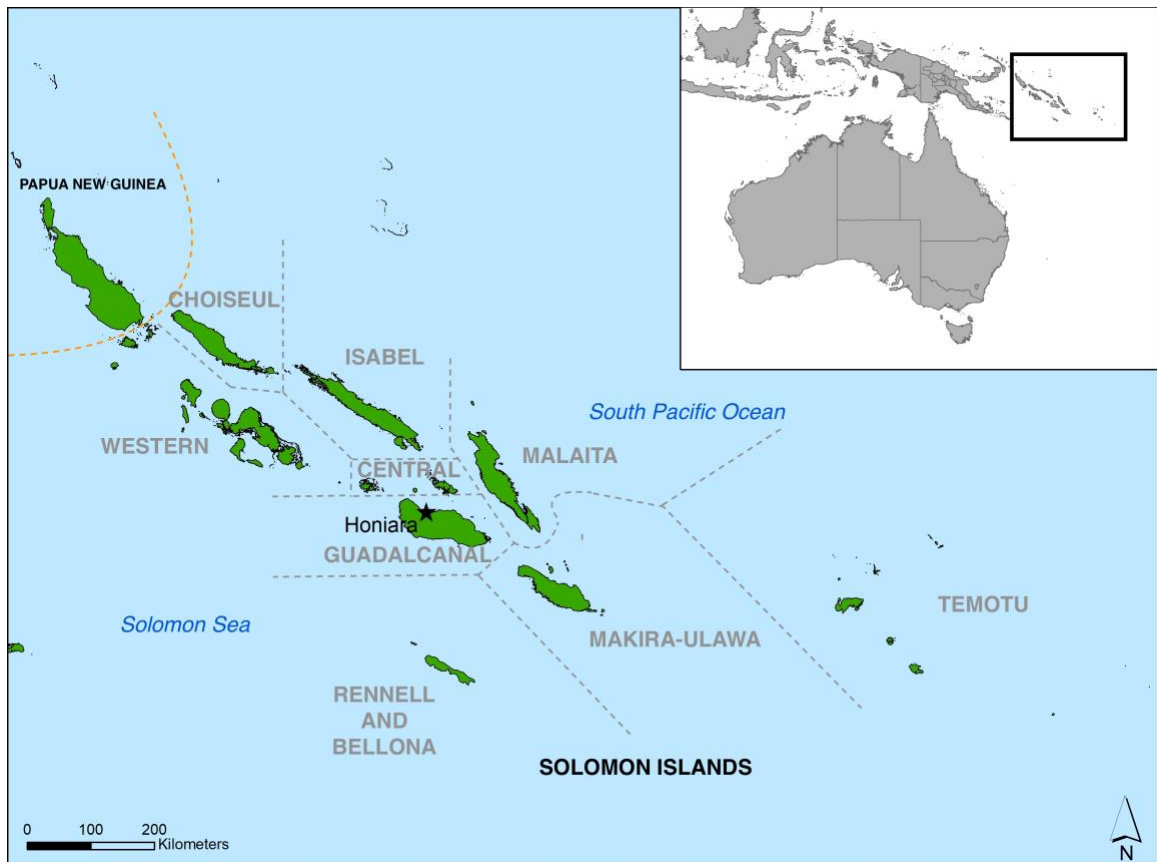 PAPUA NEW GUINEA
CHOISEUL
ISABEL
South Pacific Ocean
WESTERN
MALAITA
CENTRAL
Honiara
GUADALCANAL
TEMOTU
Solomon Sea
MAKIRA-ULAWA
RENNELL
AND
BELLONA
SOLOMON ISLANDS
0 100 200
Kilometers
N